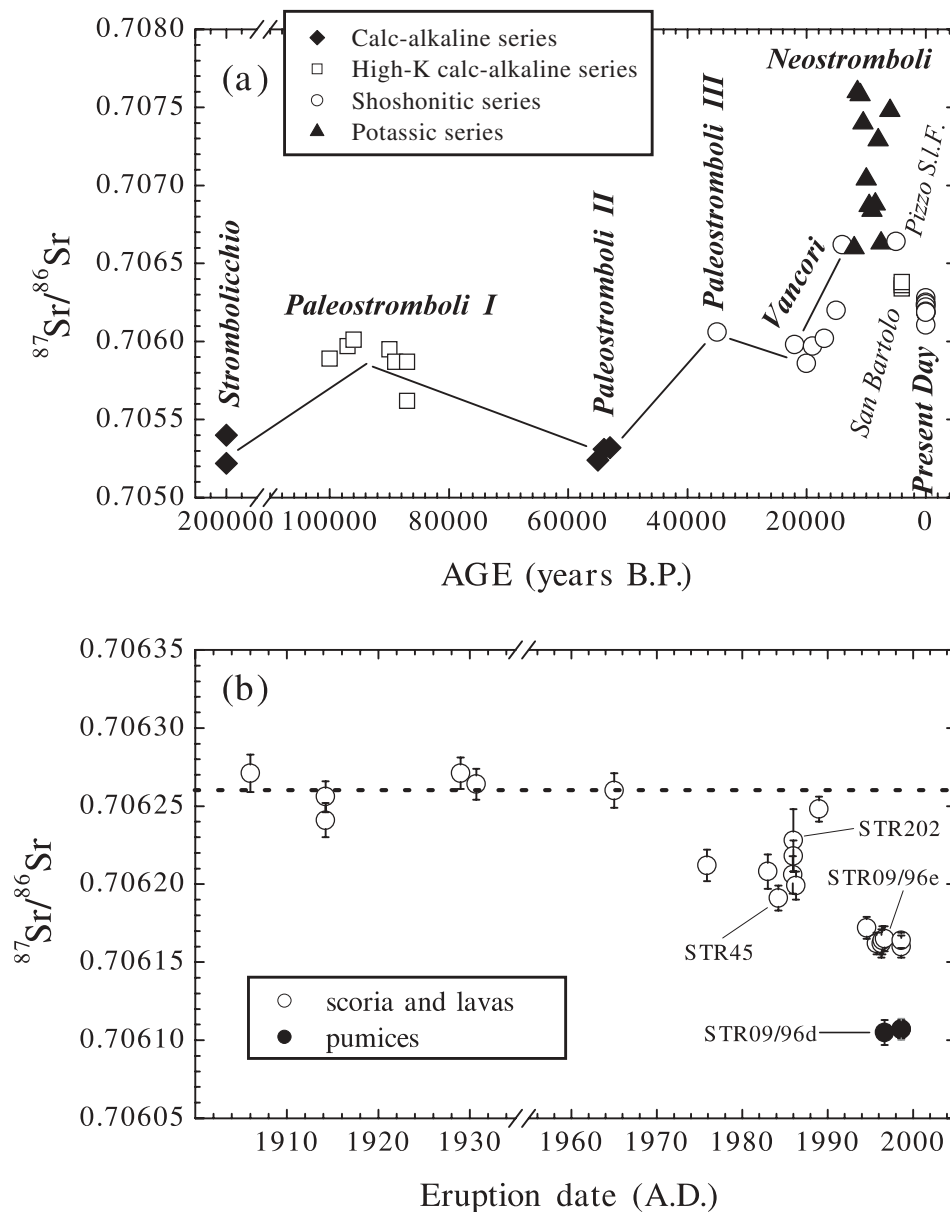 0.7080
0.7075
0.7070
0.7065
0.7060
0.7055
0.7050
87Sr/86Sr
(a)
Calc-alkaline series
High-K calc-alkaline series
Shoshonitic series
Potassic series
Strombolicchio
Paleostromboli I
Paleostromboli II
Paleostromboli III
Vancori
Neostromboli
Pizzo S.l.F.
San Bartolo
Present Day
200000 100000 80000 60000 40000 20000 0
AGE (years B.P.)
0.70635
0.70630
0.70625
0.70620
0.70615
0.70610
0.70605
87Sr/86Sr
(b)
STR202
STR09/96e
STR45
STR09/96d
scoria and lavas
pumices
1910 1920 1930 1960 1970 1980 1990 2000
Eruption date (A.D.)